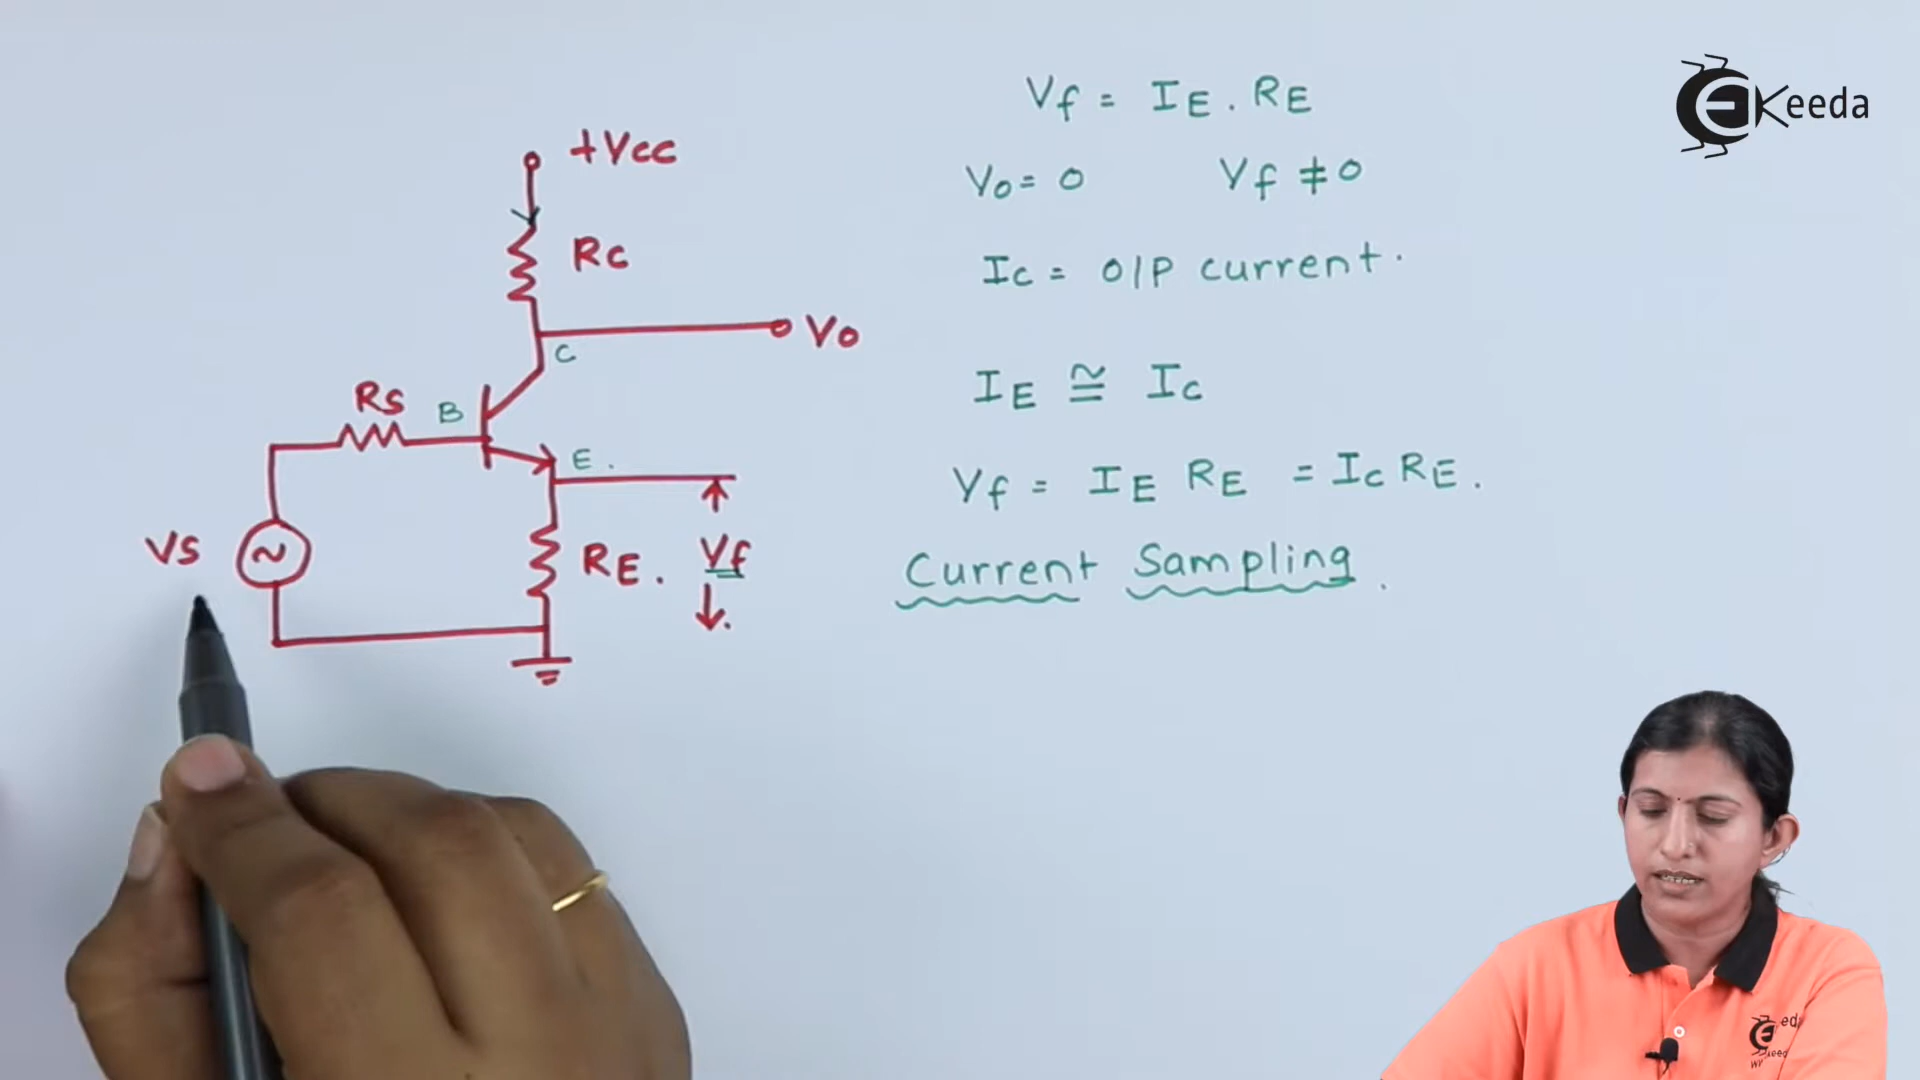 Keeda
Vf = IE . RE
+Vcc
Vo = 0 Vf ≠ 0
Rc
Ic = O/P current.
Vo
C
IE ≅ Ic
Rs
B
E.
Vf = IE RE = Ic RE.
Vs
RE.
Vf
Current Sampling.